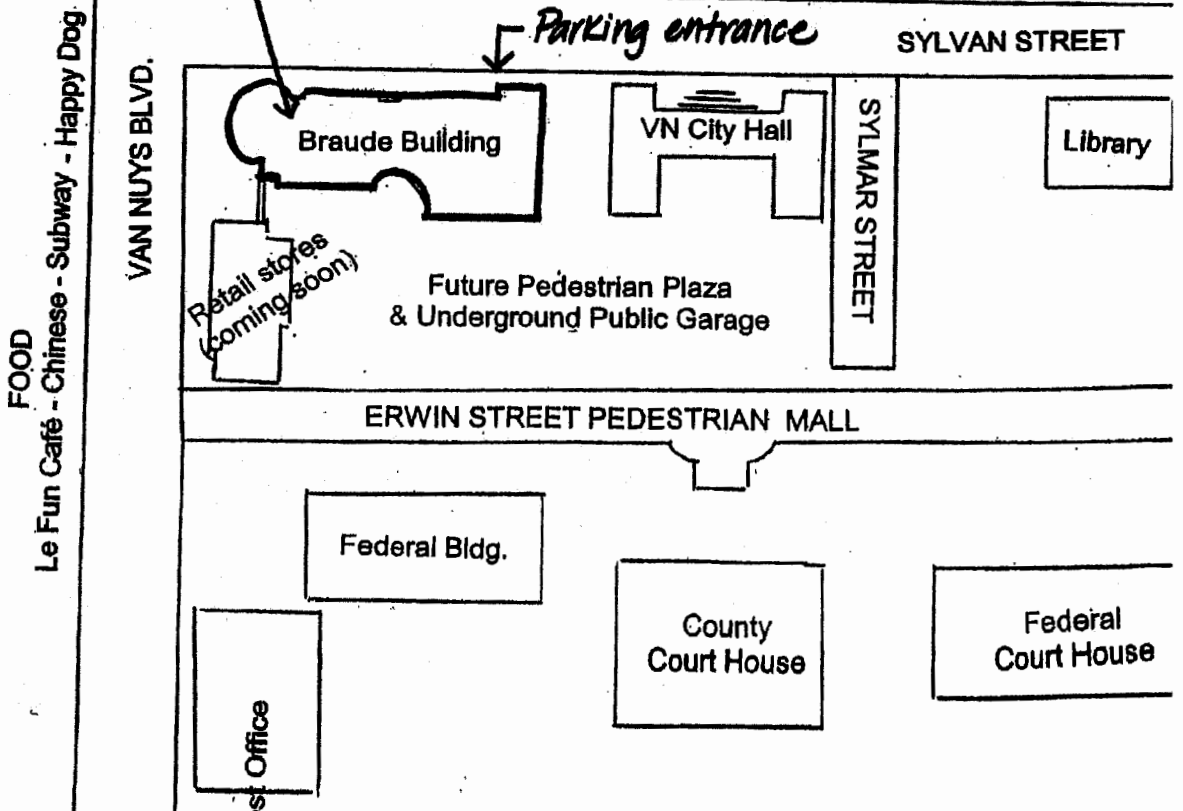 Parking entrance
SYLVAN STREET
VAN NUYS BLVD.
FOOD
Le Fun Café - Chinese - Subway - Happy Dog
Braude Building
VN City Hall
SYLMAR STREET
Library
Retail stores
(coming soon)
Future Pedestrian Plaza
& Underground Public Garage
ERWIN STREET PEDESTRIAN MALL
Federal Bldg.
County
Court House
Federal
Court House
st Office